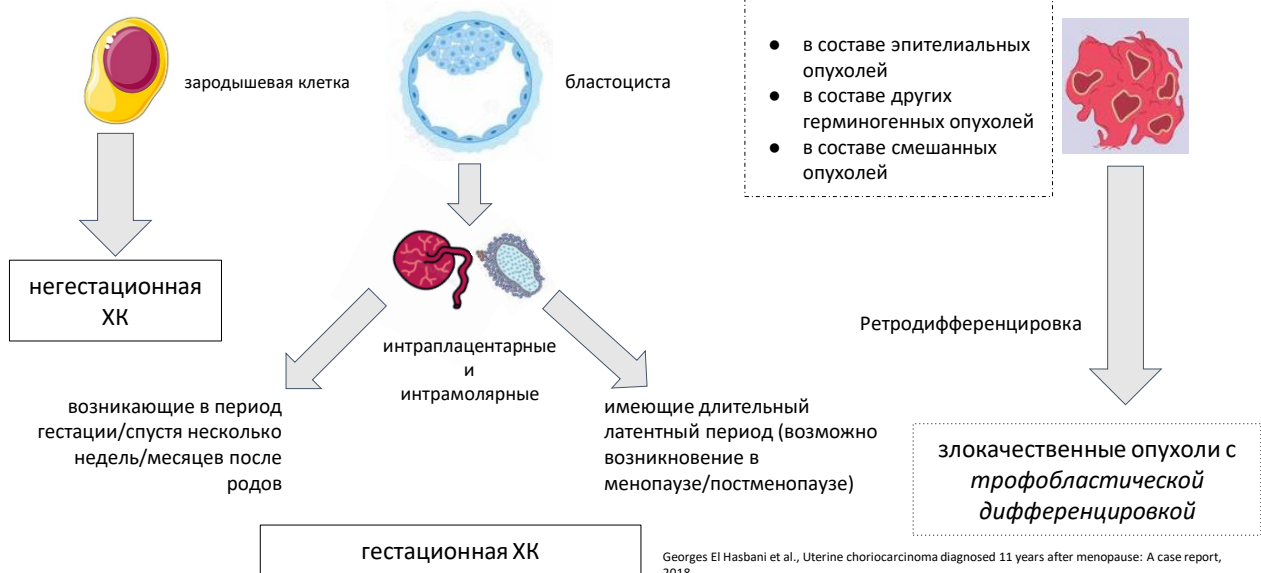 зародышевая клетка
негестационная
ХК
бластоциста
интраплацентарные
и
интрамолярные
возникающие в период
гестации/спустя несколько
недель/месяцев после
родов
имеющие длительный
латентный период (возможно
возникновение в
менопаузе/постменопаузе)
гестационная ХК
● в составе эпителиальных
опухолей
● в составе других
герминогенных опухолей
● в составе смешанных
опухолей
Ретродифференцировка
злокачественные опухоли с
трофобластической
дифференцировкой
Georges El Hasbani et al., Uterine choriocarcinoma diagnosed 11 years after menopause: A case report,
2018